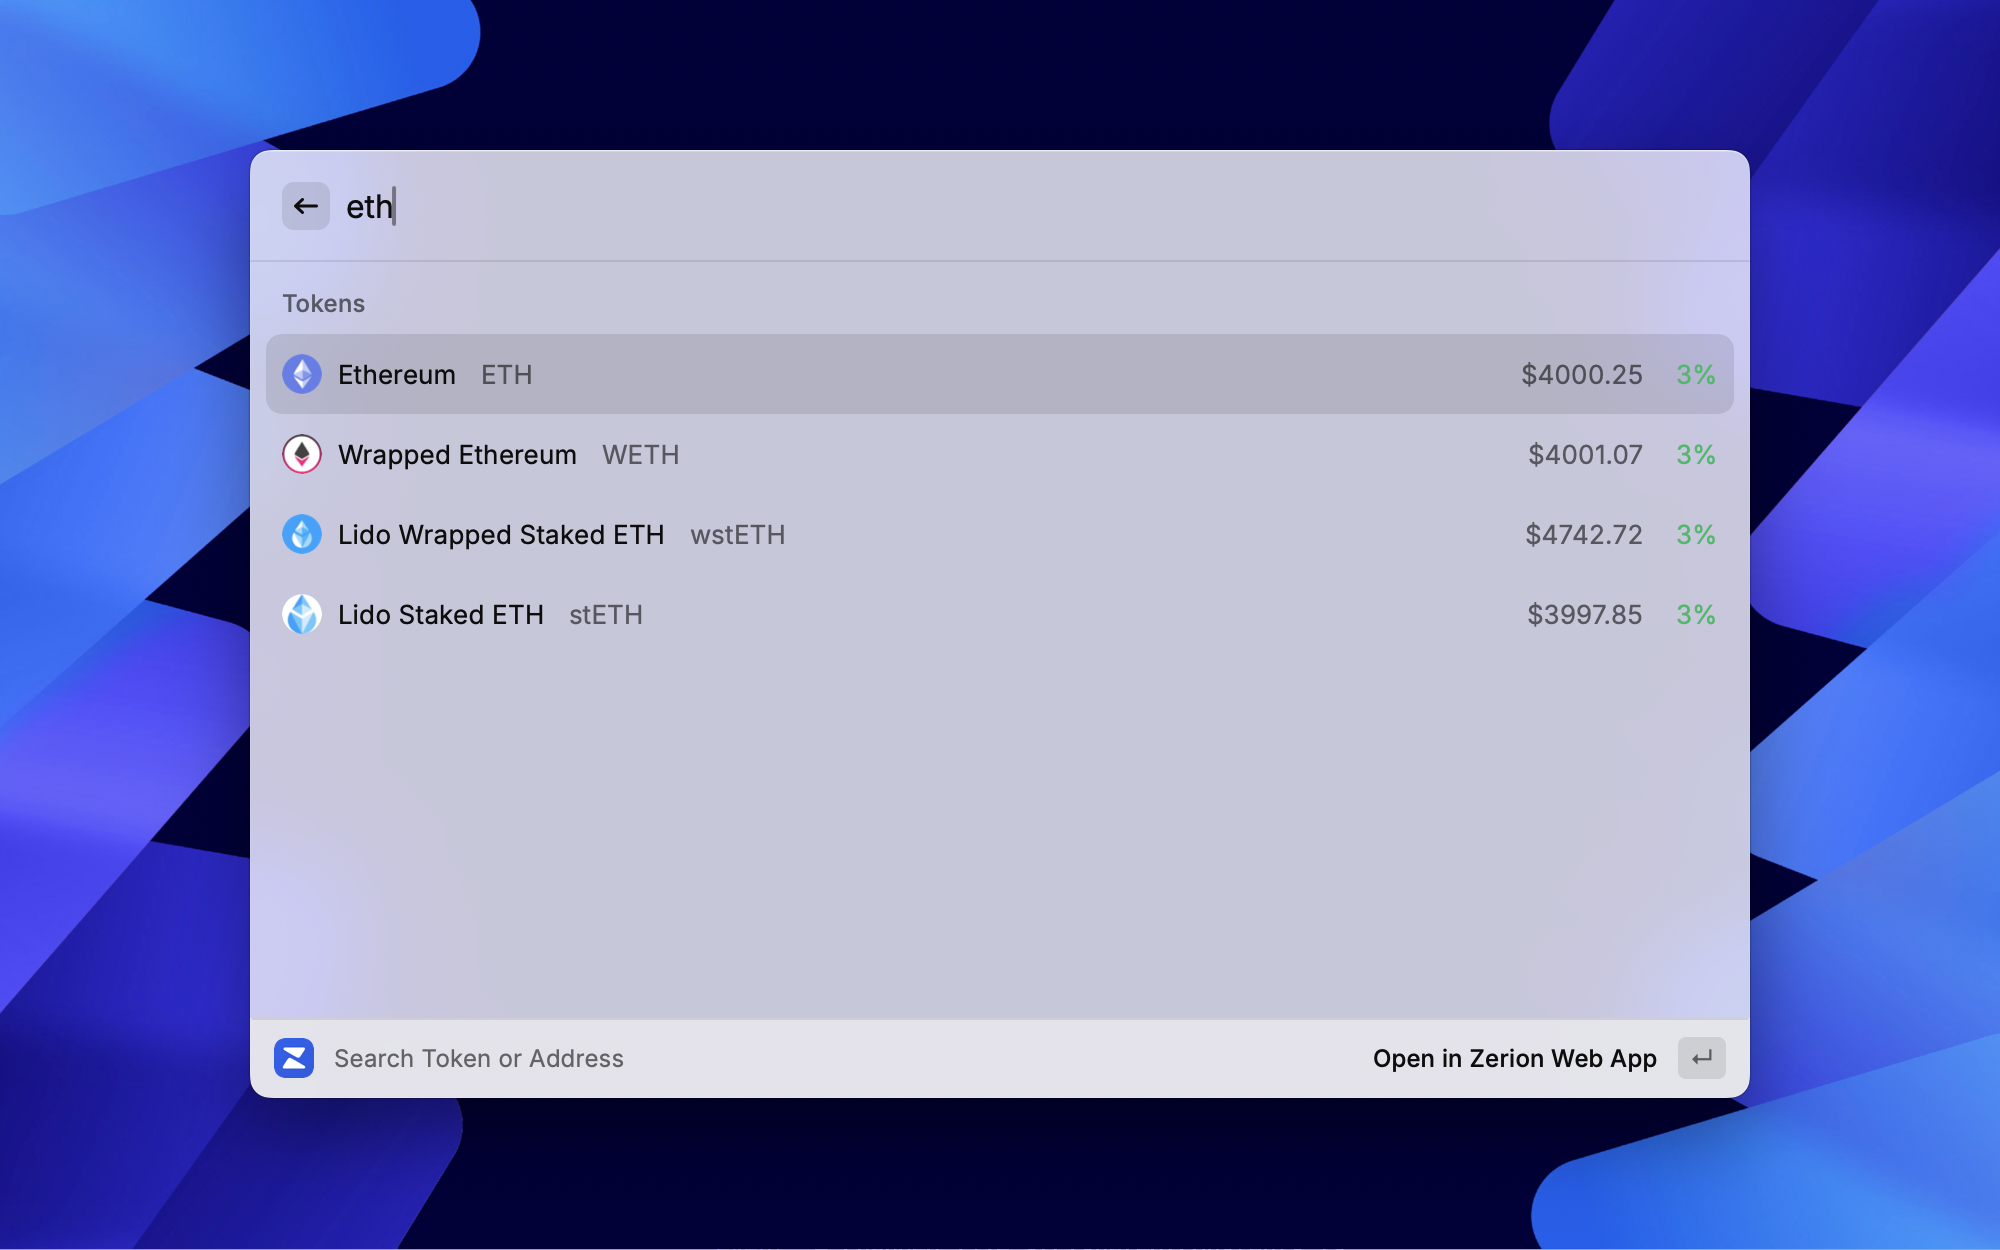 eth
Tokens
Ethereum ETH $4000.25 3%
Wrapped Ethereum WETH $4001.07 3%
Lido Wrapped Staked ETH wstETH $4742.72 3%
Lido Staked ETH stETH $3997.85 3%
Search Token or Address Open in Zerion Web App